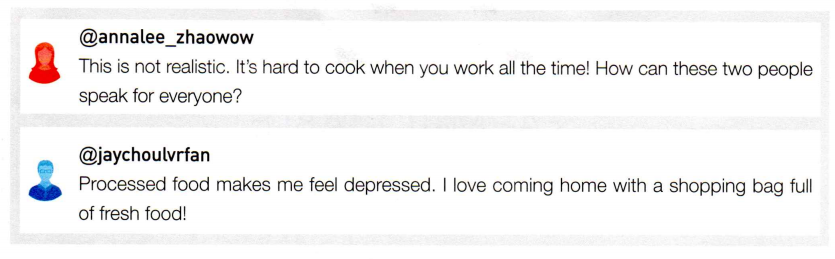 @annalee_zhaowow
This is not realistic. It's hard to cook when you work all the time! How can these two people
speak for everyone?
@jaychoulvrfan
Processed food makes me feel depressed. I love coming home with a shopping bag full
of fresh food!